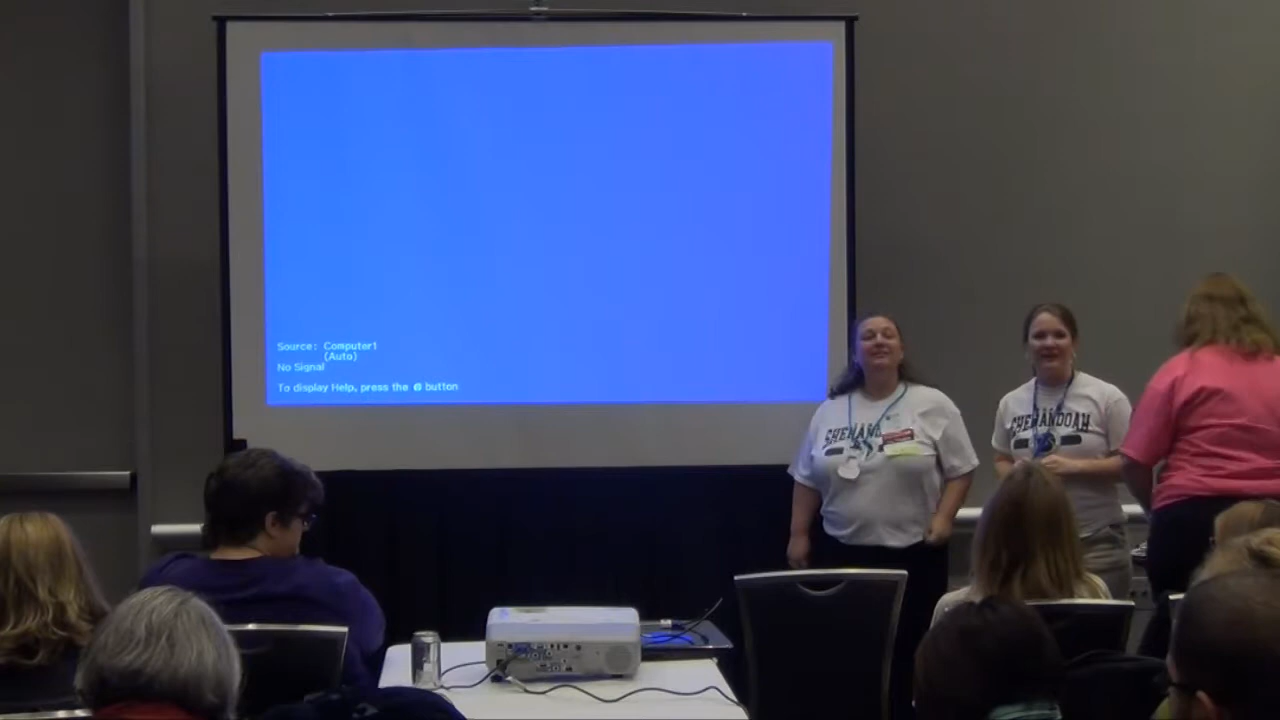 Source: Computer1
(Auto)
No Signal
To display Help, press the button
SHENANDOAH